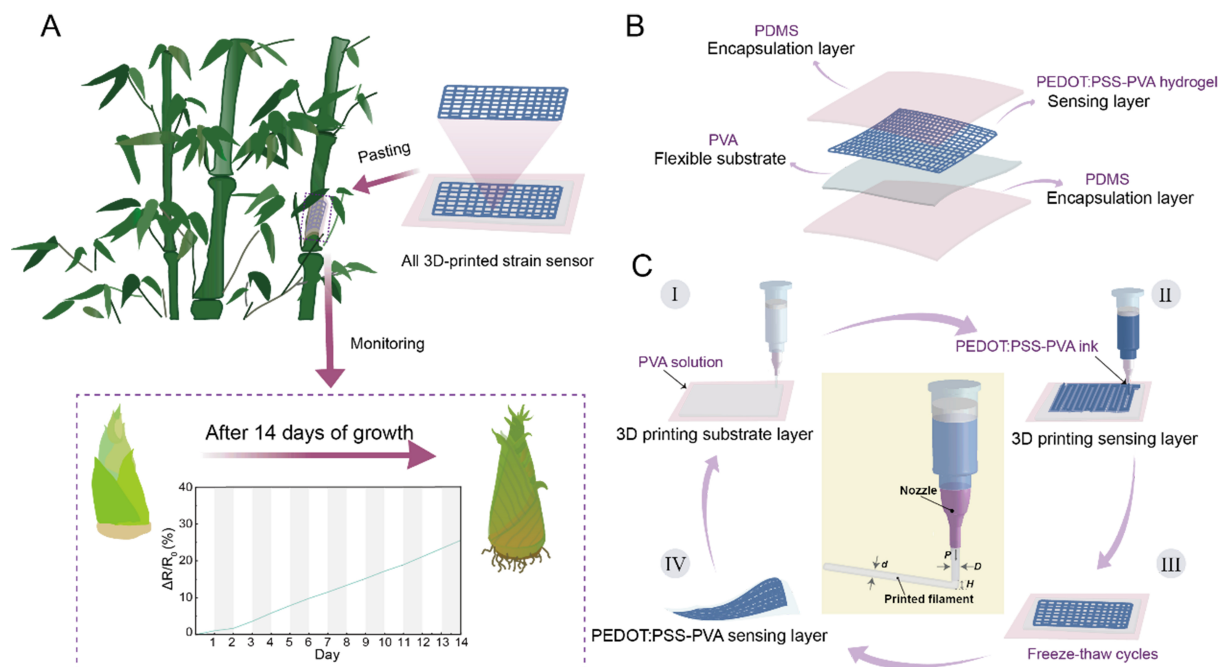 A
Pasting
All 3D-printed strain sensor
Monitoring
After 14 days of growth
ΔR/R₀ (%)
40
30
20
10
0
1 2 3 4 5 6 7 8 9 10 11 12 13 14
Day
B
PDMS
Encapsulation layer
PEDOT:PSS-PVA hydrogel
Sensing layer
PVA
Flexible substrate
PDMS
Encapsulation layer
C
I
PVA solution
3D printing substrate layer
II
PEDOT:PSS-PVA ink
3D printing sensing layer
Nozzle
P
D
d
H
Printed filament
III
Freeze-thaw cycles
IV
PEDOT:PSS-PVA sensing layer